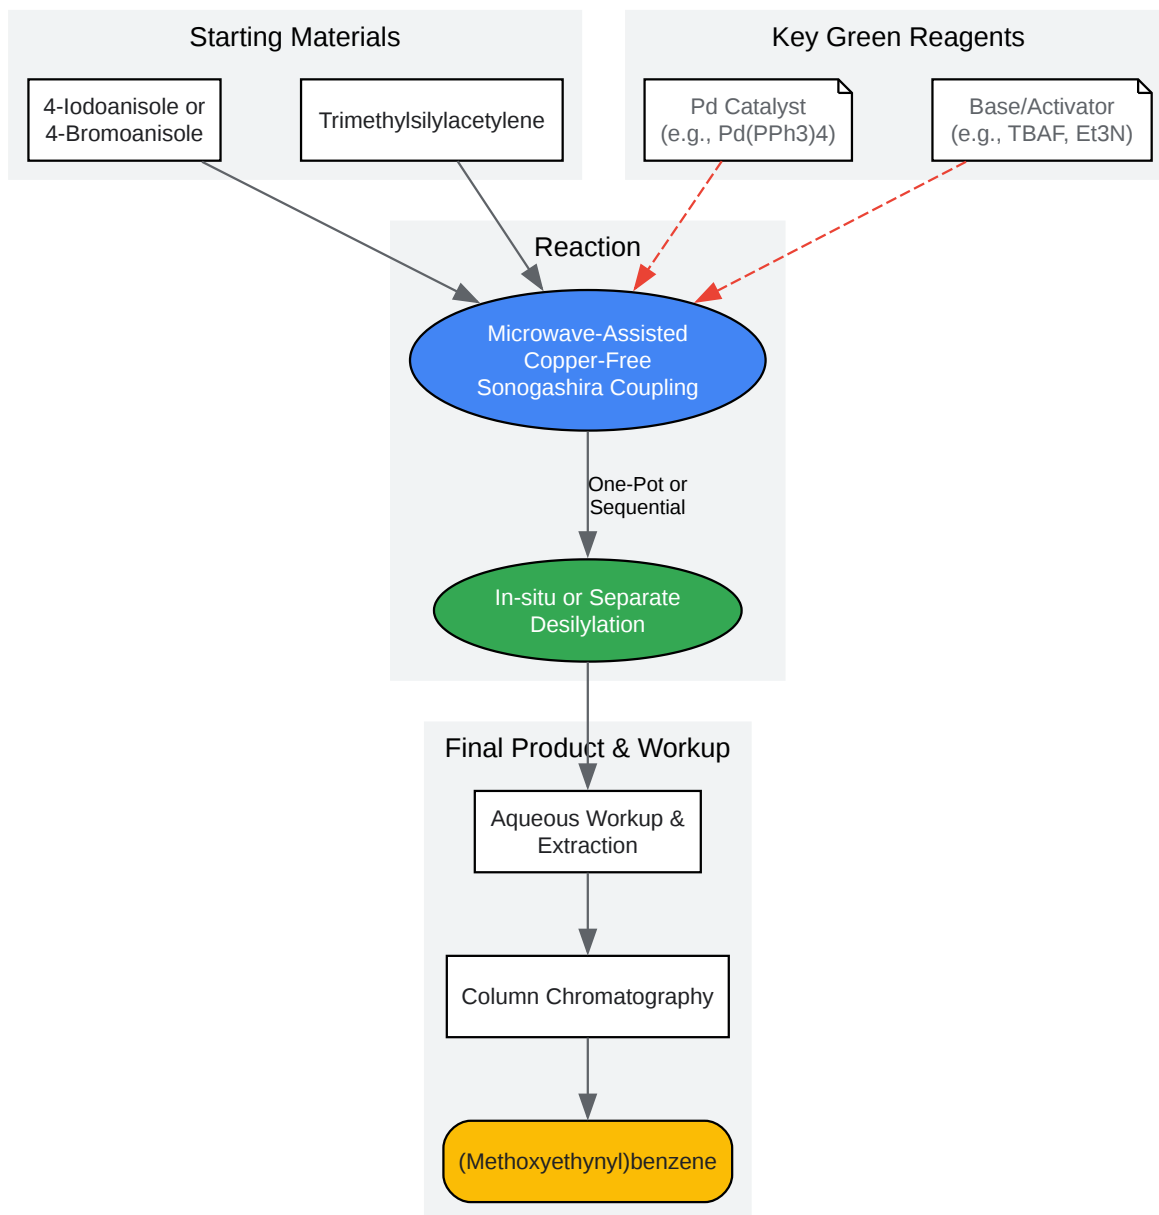 Starting Materials
Key Green Reagents
4-Iodoanisole or
4-Bromoanisole
Trimethylsilylacetylene
Pd Catalyst
(e.g., Pd(PPh3)4)
Base/Activator
(e.g., TBAF, Et3N)
Reaction
Microwave-Assisted
Copper-Free
Sonogashira Coupling
One-Pot or
Sequential
In-situ or Separate
Desilylation
Final Product & Workup
Aqueous Workup &
Extraction
Column Chromatography
(Methoxyethynyl)benzene